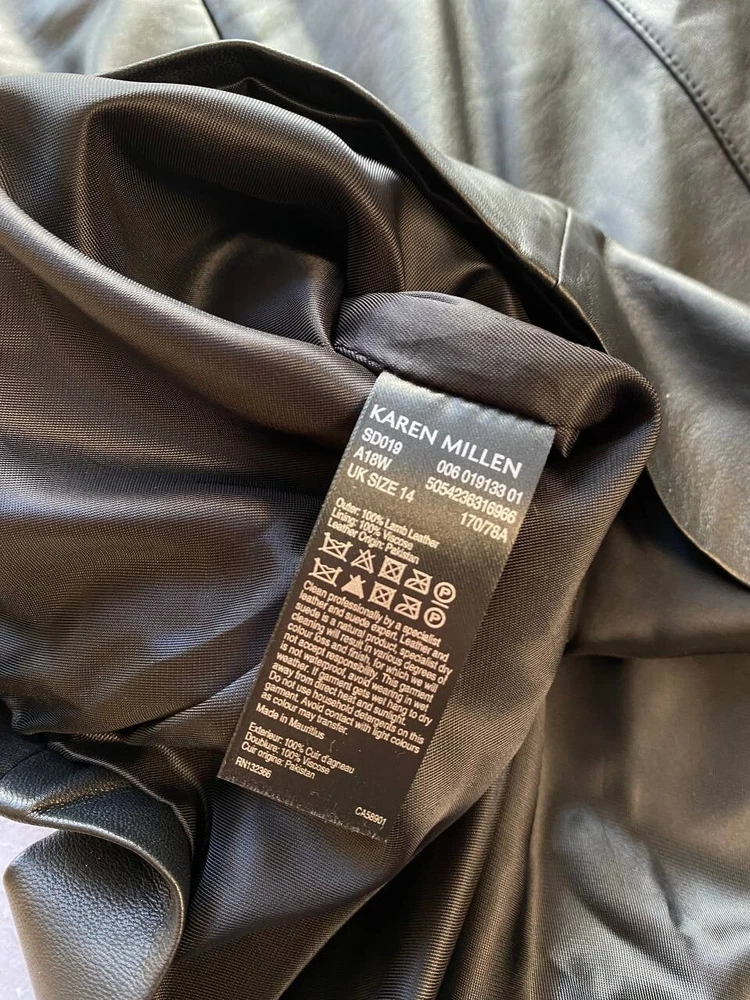 KAREN MILLEN
SD019 006 019133 01
A18W 5054236316966
UK SIZE 14 170/78A
Outer: 100% Lamb Leather
Lining: 100% Viscose
Leather Origin: Pakistan
P
P
Clean professionally by a specialist
leather and suede expert. Leather and
suede is a natural product, specialist dry
cleaning will result in various degrees of
colour loss and finish, for which we will
not accept responsibility. This garment
is not waterproof, avoid wearing in wet
weather. If garment gets wet hang to dry
away from direct heat and sunlight.
Do not use household detergents on this
garment. Avoid contact with light colours
as colour may transfer.
Made in Mauritius
Exterieur: 100% Cuir d'agneau
Doublure: 100% Viscose
Cuir origine: Pakistan
RN132366 CA58901